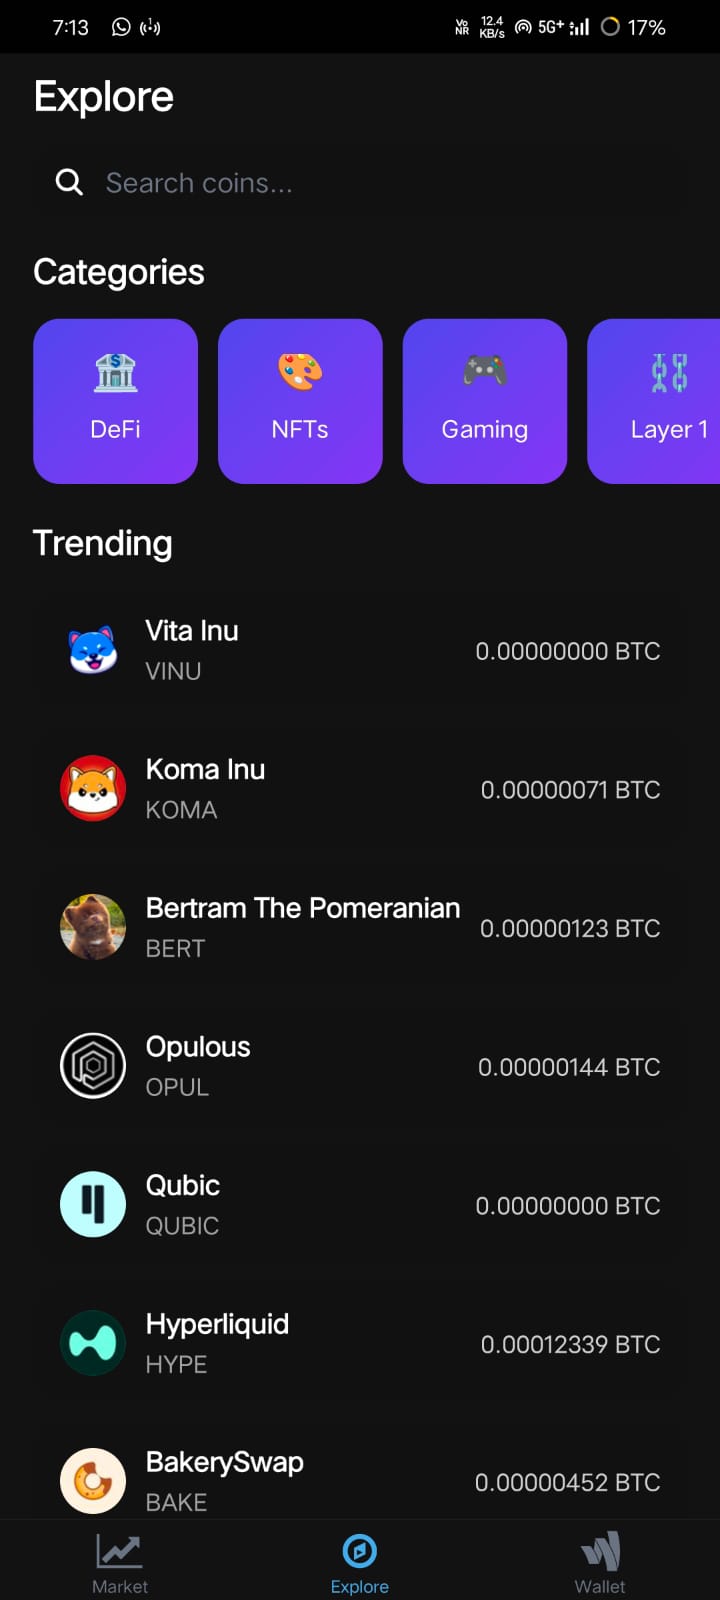 7:13 Vo NR 12.4 KB/s 5G+ 17%
Explore
Search coins...
Categories
DeFi NFTs Gaming Layer 1
Trending
Vita Inu
VINU
0.00000000 BTC
Koma Inu
KOMA
0.00000071 BTC
Bertram The Pomeranian
BERT
0.00000123 BTC
Opulous
OPUL
0.00000144 BTC
Qubic
QUBIC
0.00000000 BTC
Hyperliquid
HYPE
0.00012339 BTC
BakerySwap
BAKE
0.00000452 BTC
Market Explore Wallet